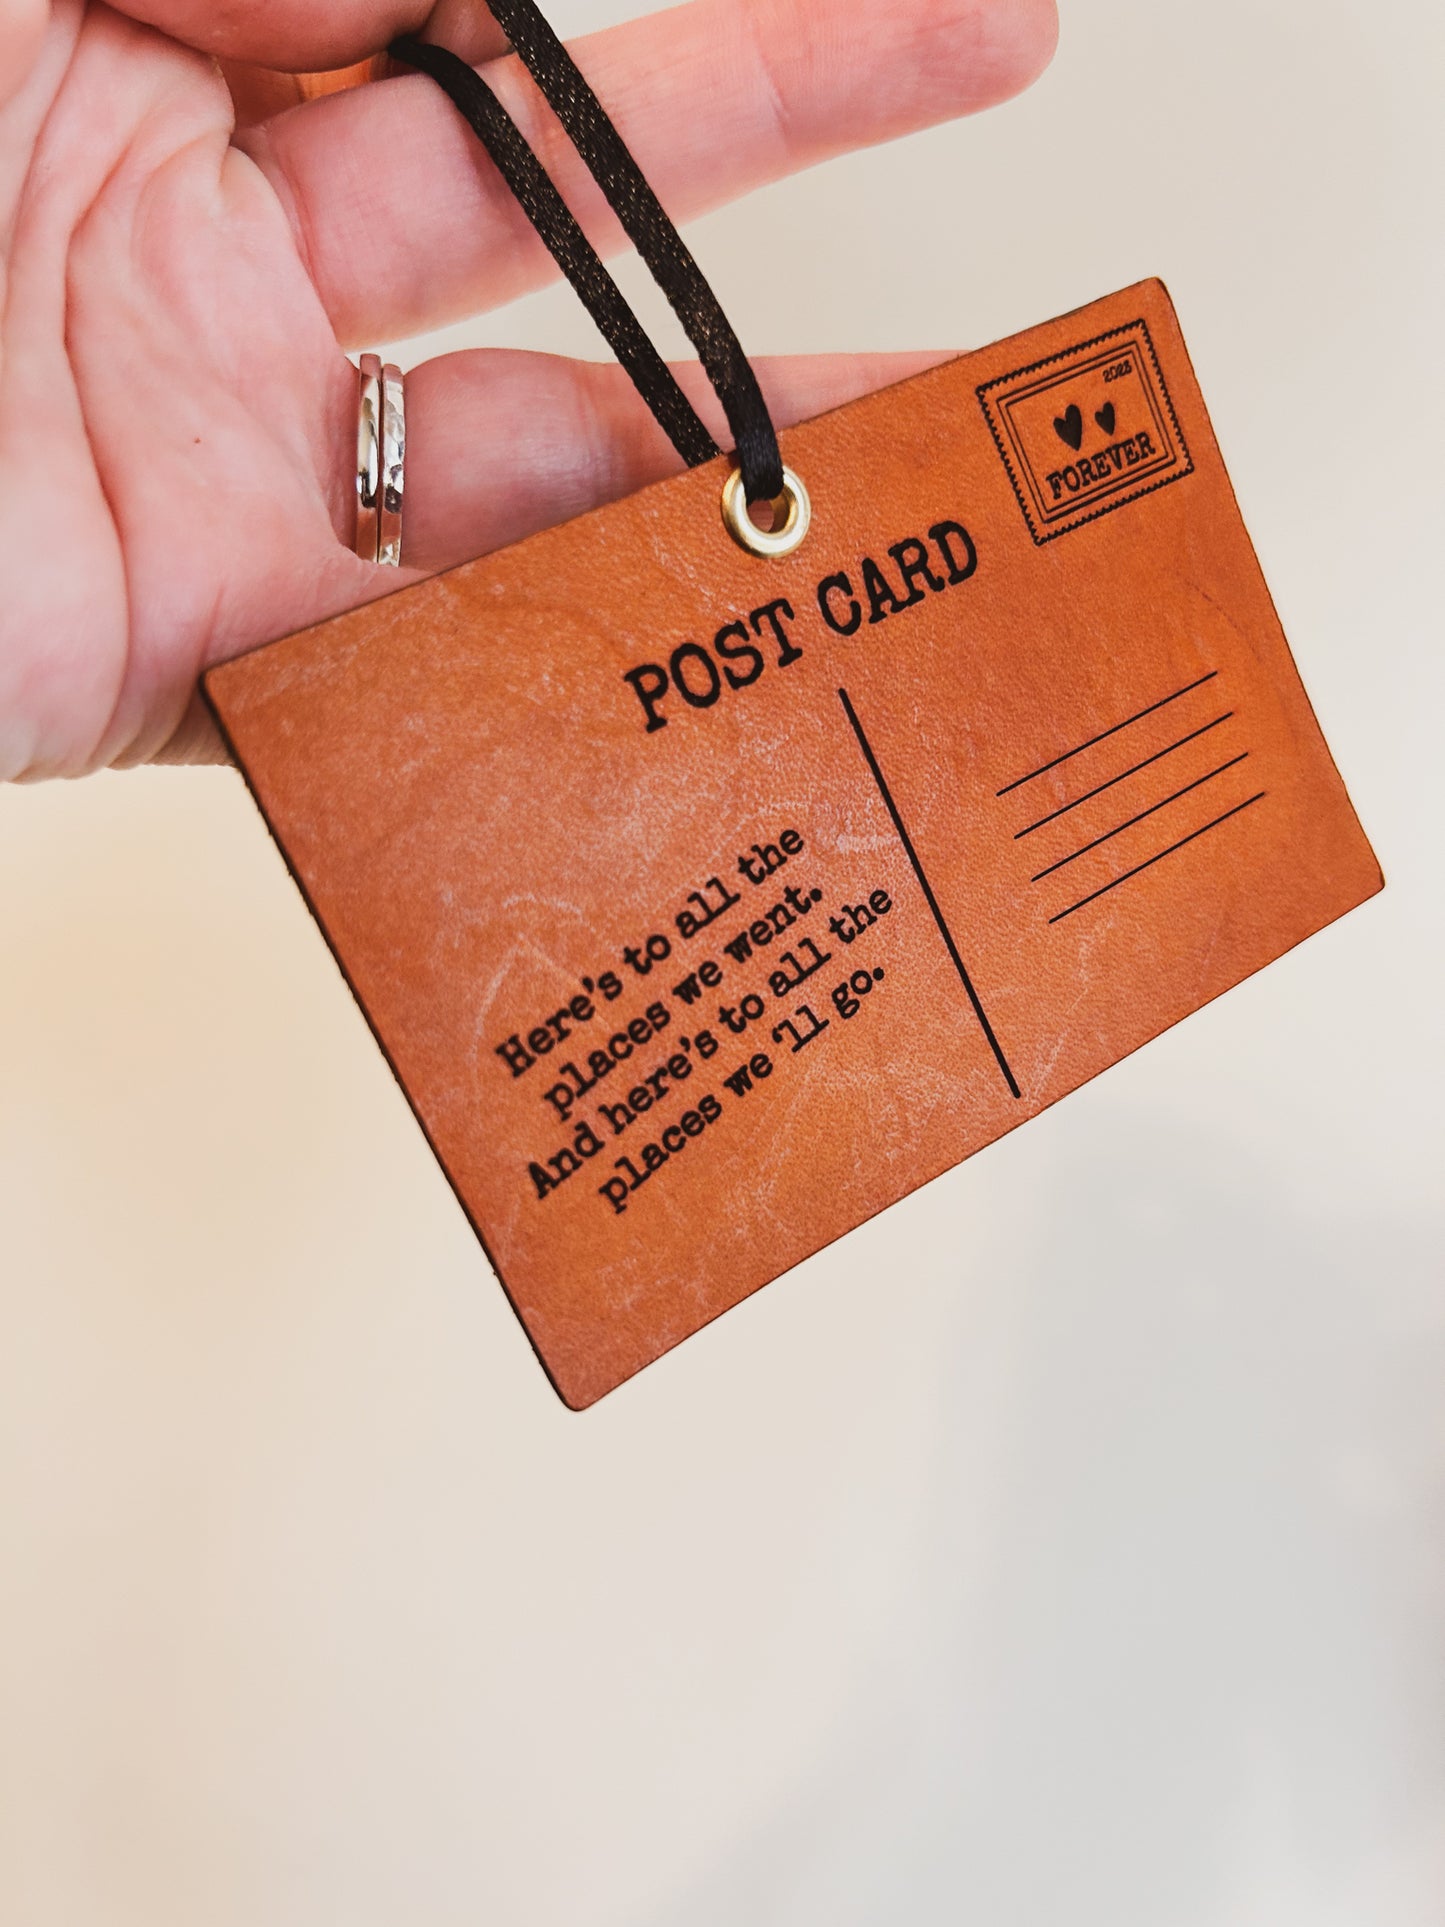 2023
FOREVER
POST CARD
Here's to all the
places we went.
And here's to all the
places we 'll go.